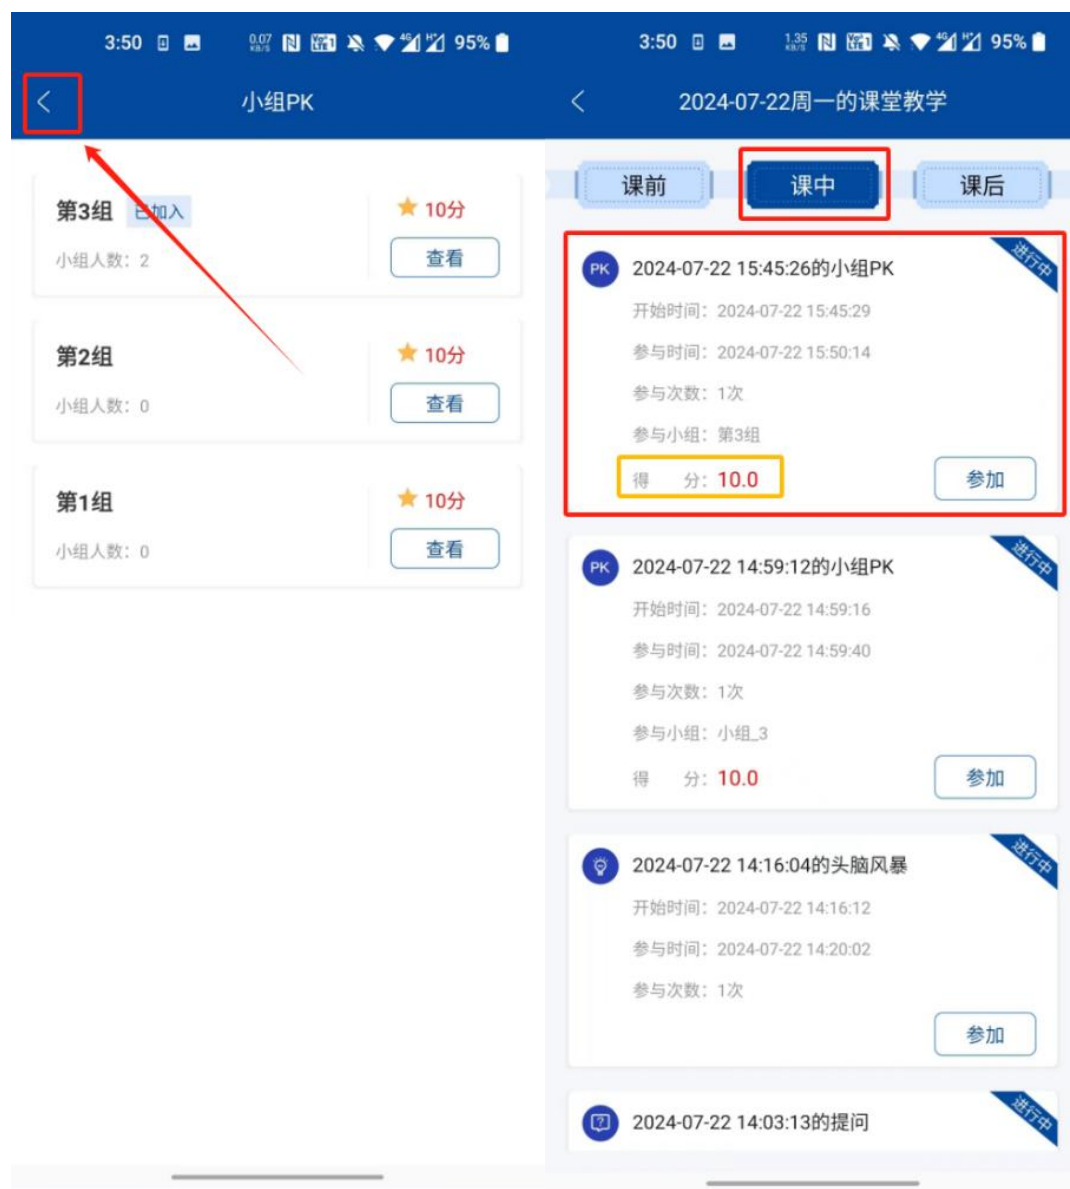 3:50 0.07 KB/S 4G 95%
小组PK
第3组 已加入
10分
小组人数：2
查看
第2组
10分
小组人数：0
查看
第1组
10分
小组人数：0
查看
3:50 1.35 KB/S 4G 95%
2024-07-22周一的课堂教学
课前 课中 课后
进行中
PK 2024-07-22 15:45:26的小组PK
开始时间：2024-07-22 15:45:29
参与时间：2024-07-22 15:50:14
参与次数：1次
参与小组：第3组
得 分：10.0
参加
进行中
PK 2024-07-22 14:59:12的小组PK
开始时间：2024-07-22 14:59:16
参与时间：2024-07-22 14:59:40
参与次数：1次
参与小组：小组_3
得 分：10.0
参加
进行中
2024-07-22 14:16:04的头脑风暴
开始时间：2024-07-22 14:16:12
参与时间：2024-07-22 14:20:02
参与次数：1次
参加
进行中
2024-07-22 14:03:13的提问